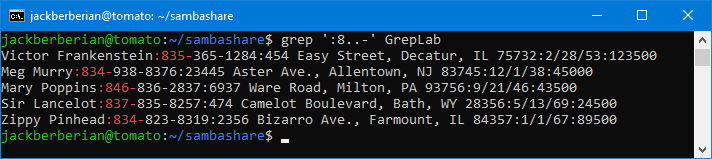 jackberberian@tomato: ~/sambashare
jackberberian@tomato:~/sambashare$ grep ':8..-' GrepLab
Victor Frankenstein:835-365-1284:454 Easy Street, Decatur, IL 75732:2/28/53:123500
Meg Murry:834-938-8376:23445 Aster Ave., Allentown, NJ 83745:12/1/38:45000
Mary Poppins:846-836-2837:6937 Ware Road, Milton, PA 93756:9/21/46:43500
Sir Lancelot:837-835-8257:474 Camelot Boulevard, Bath, WY 28356:5/13/69:24500
Zippy Pinhead:834-823-8319:2356 Bizarro Ave., Farmount, IL 84357:1/1/67:89500
jackberberian@tomato:~/sambashare$